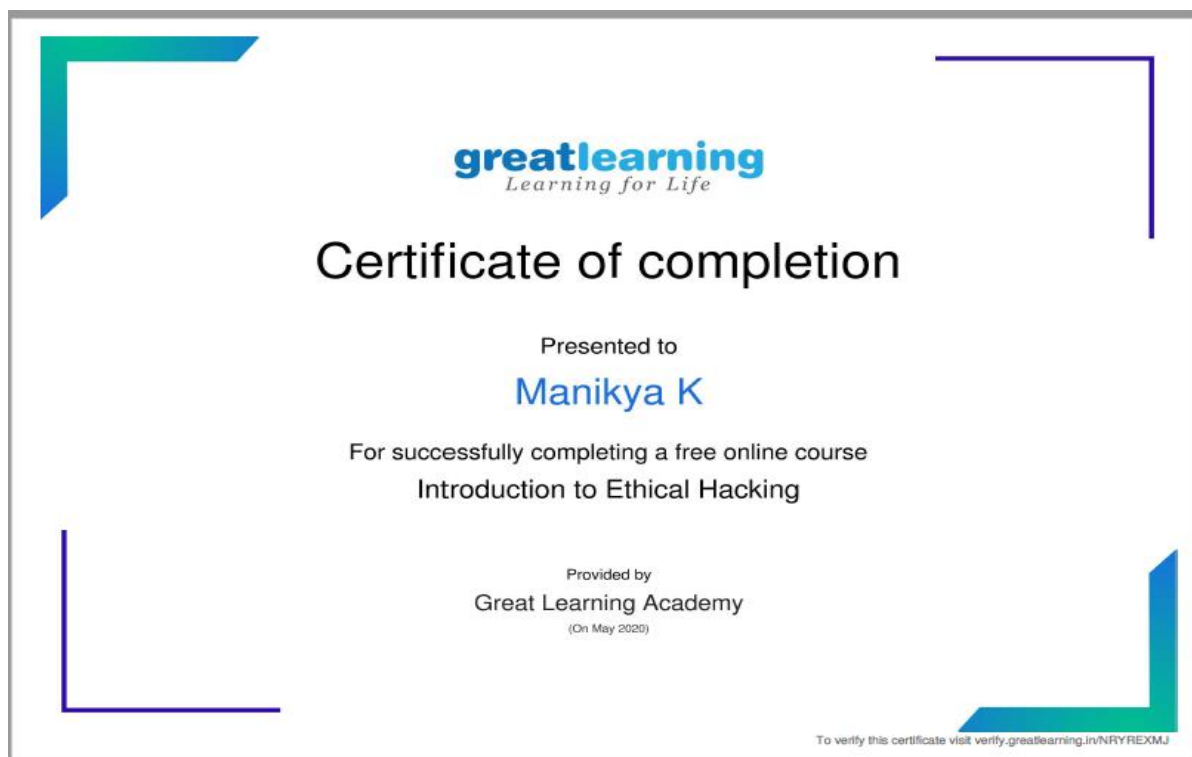 greatlearning
Learning for Life
Certificate of completion
Presented to
Manikya K
For successfully completing a free online course
Introduction to Ethical Hacking
Provided by
Great Learning Academy
(On May 2020)
To verify this certificate visit verify.greatlearning.in/NRYREXMJ